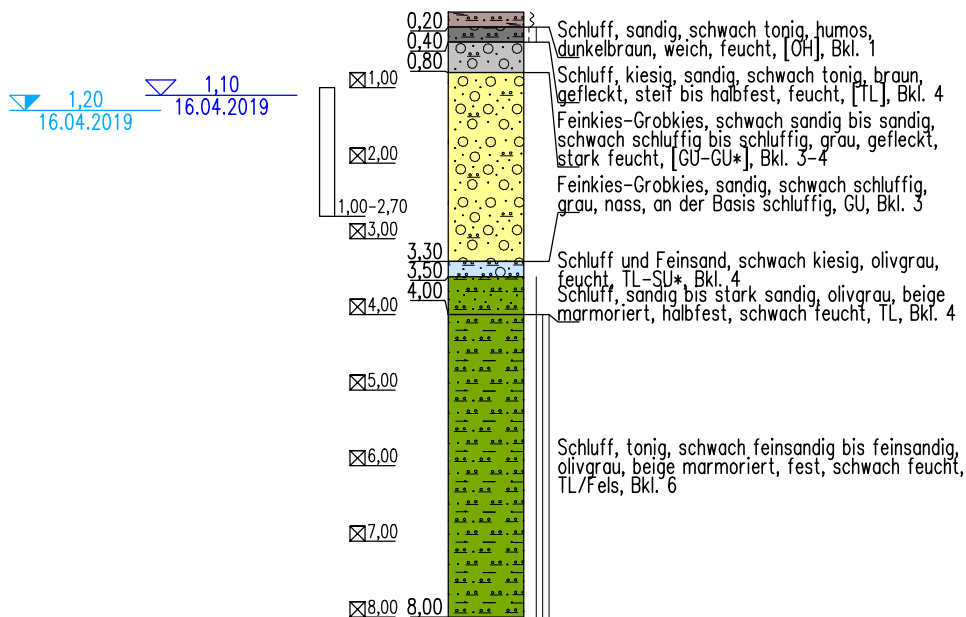 0,20
0,40
0,80
1,20
16.04.2019
1,10
16.04.2019
1,00
2,00
1,00-2,70
3,00
3,30
3,50
4,00
4,00
5,00
6,00
7,00
8,00
8,00
Schluff, sandig, schwach tonig, humos,
dunkelbraun, weich, feucht, [OH], Bkl. 1
Schluff, kiesig, sandig, schwach tonig, braun,
gefleckt, steif bis halbfest, feucht, [TL], Bkl. 4
Feinkies-Grobkies, schwach sandig bis sandig,
schwach schluffig bis schluffig, grau, gefleckt,
stark feucht, [GU-GU*], Bkl. 3-4
Feinkies-Grobkies, sandig, schwach schluffig,
grau, nass, an der Basis schluffig, GU, Bkl. 3
Schluff und Feinsand, schwach kiesig, olivgrau,
feucht, TL-SU*, Bkl. 4
Schluff, sandig bis stark sandig, olivgrau, beige
marmoriert, halbfest, schwach feucht, TL, Bkl. 4
Schluff, tonig, schwach feinsandig bis feinsandig,
olivgrau, beige marmoriert, fest, schwach feucht,
TL/Fels, Bkl. 6